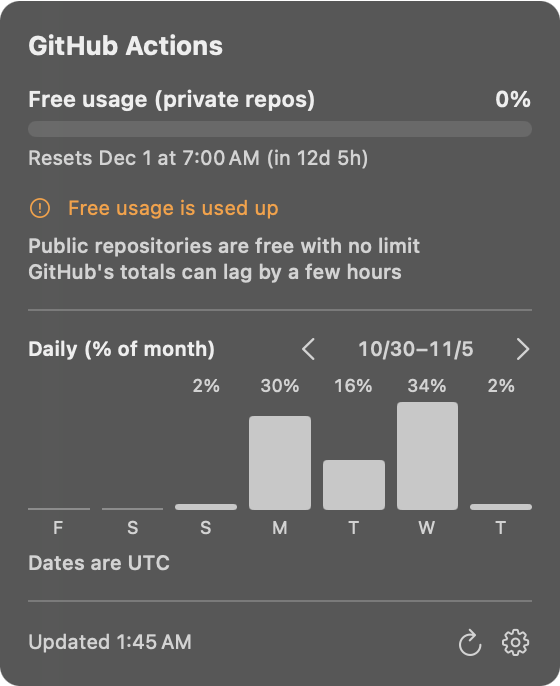 GitHub Actions
Free usage (private repos) 0%
Resets Dec 1 at 7:00 AM (in 12d 5h)
Free usage is used up
Public repositories are free with no limit
GitHub's totals can lag by a few hours
Daily (% of month) 10/30–11/5
2% 30% 16% 34% 2%
F S S M T W T
Dates are UTC
Updated 1:45 AM